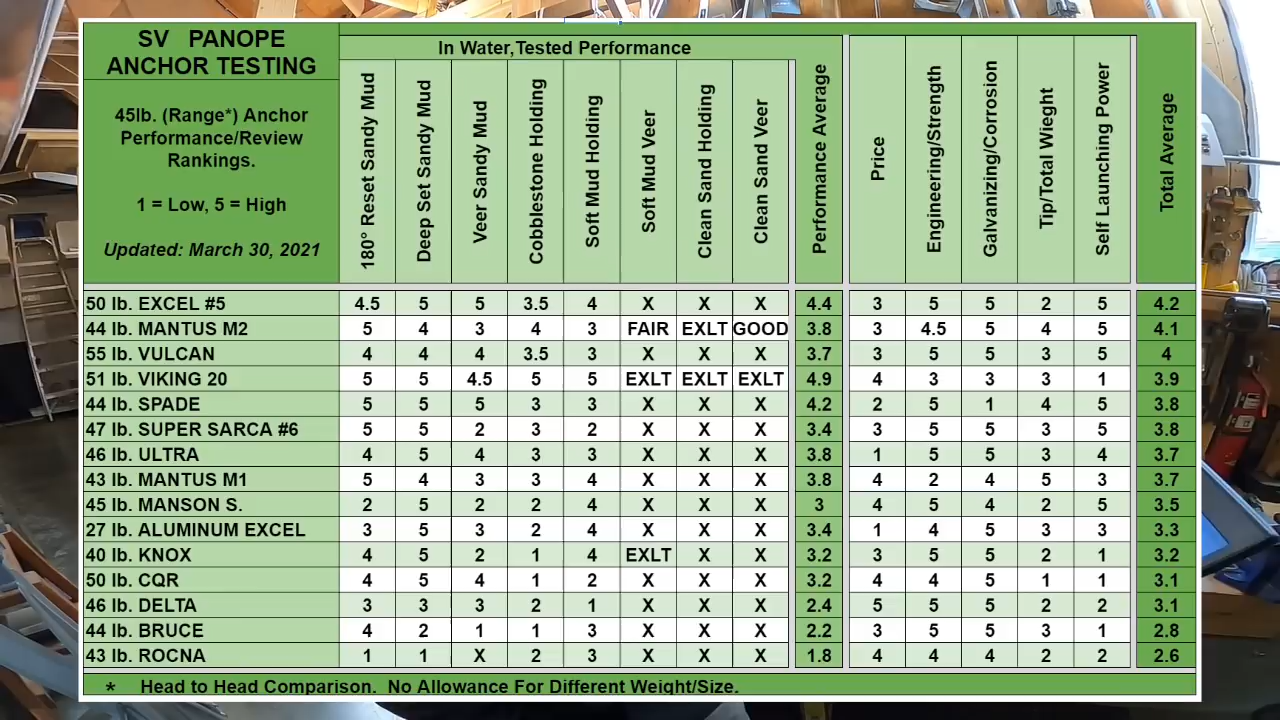 SV PANOPE
ANCHOR TESTING
45lb. (Range*) Anchor
Performance/Review
Rankings.
1 = Low, 5 = High
Updated: March 30, 2021
In Water,Tested Performance
180° Reset Sandy Mud
Deep Set Sandy Mud
Veer Sandy Mud
Cobblestone Holding
Soft Mud Holding
Soft Mud Veer
Clean Sand Holding
Clean Sand Veer
Performance Average
Price
Engineering/Strength
Galvanizing/Corrosion
Tip/Total Wieght
Self Launching Power
Total Average
50 lb. EXCEL #5 4.5 5 5 3.5 4 X X X 4.4 3 5 5 2 5 4.2
44 lb. MANTUS M2 5 4 3 4 3 FAIR EXLT GOOD 3.8 3 4.5 5 4 5 4.1
55 lb. VULCAN 4 4 4 3.5 3 X X X 3.7 3 5 5 3 5 4
51 lb. VIKING 20 5 5 4.5 5 5 EXLT EXLT EXLT 4.9 4 3 3 3 1 3.9
44 lb. SPADE 5 5 5 3 3 X X X 4.2 2 5 1 4 5 3.8
47 lb. SUPER SARCA #6 5 5 2 3 2 X X X 3.4 3 5 5 3 5 3.8
46 lb. ULTRA 4 5 4 3 3 X X X 3.8 1 5 5 3 4 3.7
43 lb. MANTUS M1 5 4 3 3 4 X X X 3.8 4 2 4 5 3 3.7
45 lb. MANSON S. 2 5 2 2 4 X X X 3 4 5 4 2 5 3.5
27 lb. ALUMINUM EXCEL 3 5 3 2 4 X X X 3.4 1 4 5 3 3 3.3
40 lb. KNOX 4 5 2 1 4 EXLT X X 3.2 3 5 5 2 1 3.2
50 lb. CQR 4 5 4 1 2 X X X 3.2 4 4 5 1 1 3.1
46 lb. DELTA 3 3 3 2 1 X X X 2.4 5 5 5 2 2 3.1
44 lb. BRUCE 4 2 1 1 3 X X X 2.2 3 5 5 3 1 2.8
43 lb. ROCNA 1 1 X 2 3 X X X 1.8 4 4 4 2 2 2.6
* Head to Head Comparison. No Allowance For Different Weight/Size.